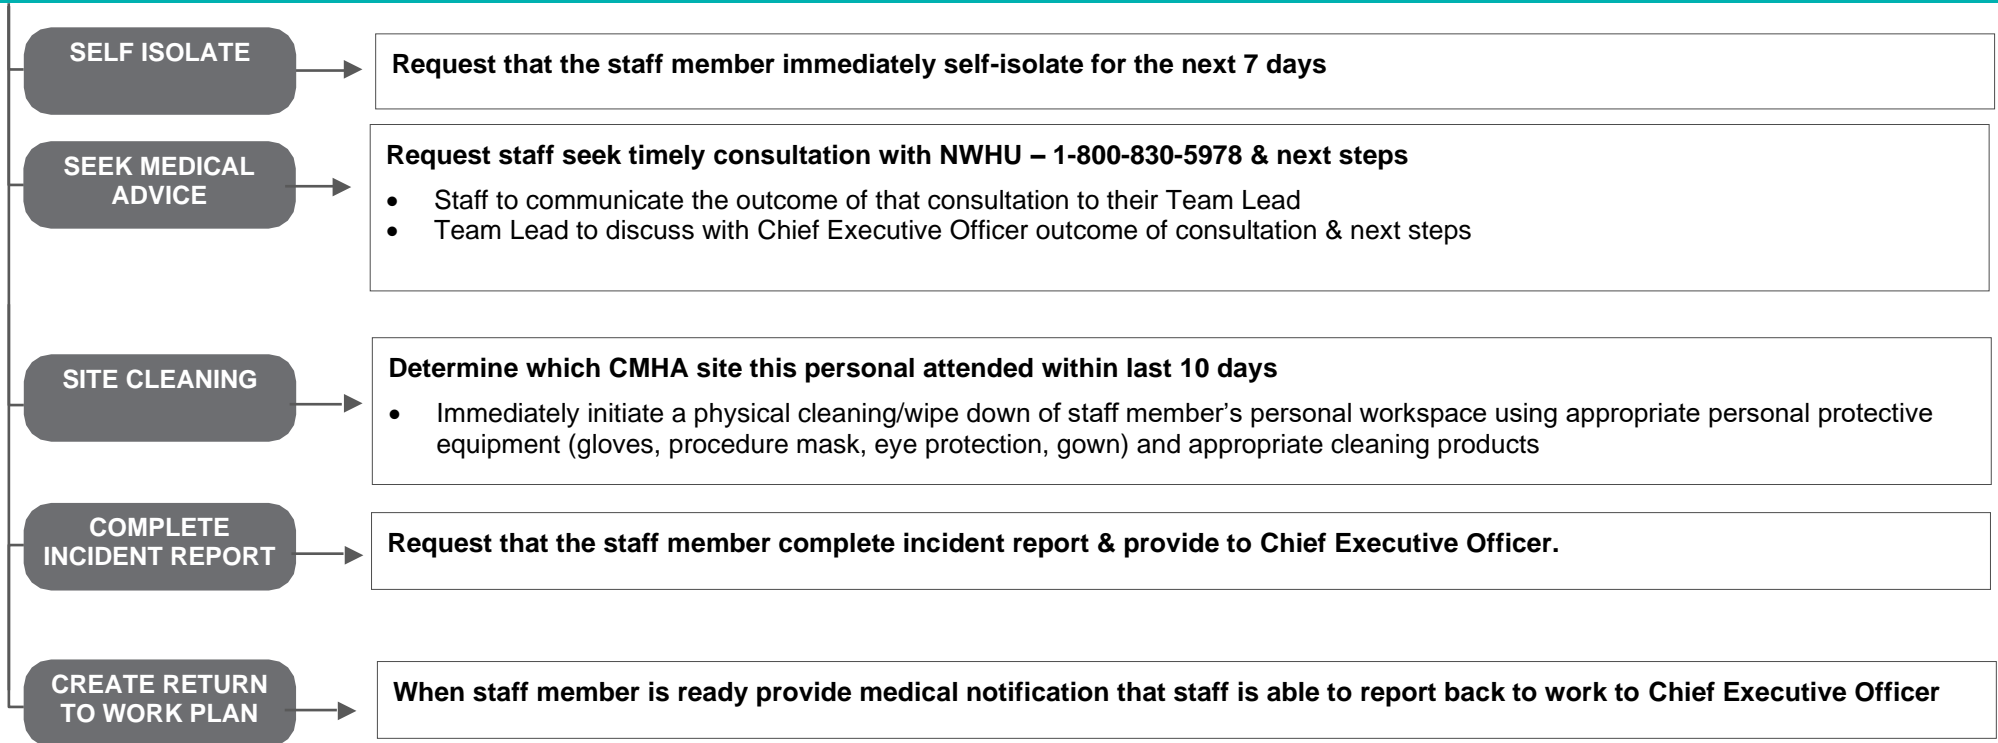 SELF ISOLATE
Request that the staff member immediately self-isolate for the next 7 days
SEEK MEDICAL
ADVICE
Request staff seek timely consultation with NWHU – 1-800-830-5978 & next steps
• Staff to communicate the outcome of that consultation to their Team Lead
• Team Lead to discuss with Chief Executive Officer outcome of consultation & next steps
SITE CLEANING
Determine which CMHA site this personal attended within last 10 days
• Immediately initiate a physical cleaning/wipe down of staff member’s personal workspace using appropriate personal protective
equipment (gloves, procedure mask, eye protection, gown) and appropriate cleaning products
COMPLETE
INCIDENT REPORT
Request that the staff member complete incident report & provide to Chief Executive Officer.
CREATE RETURN
TO WORK PLAN
When staff member is ready provide medical notification that staff is able to report back to work to Chief Executive Officer